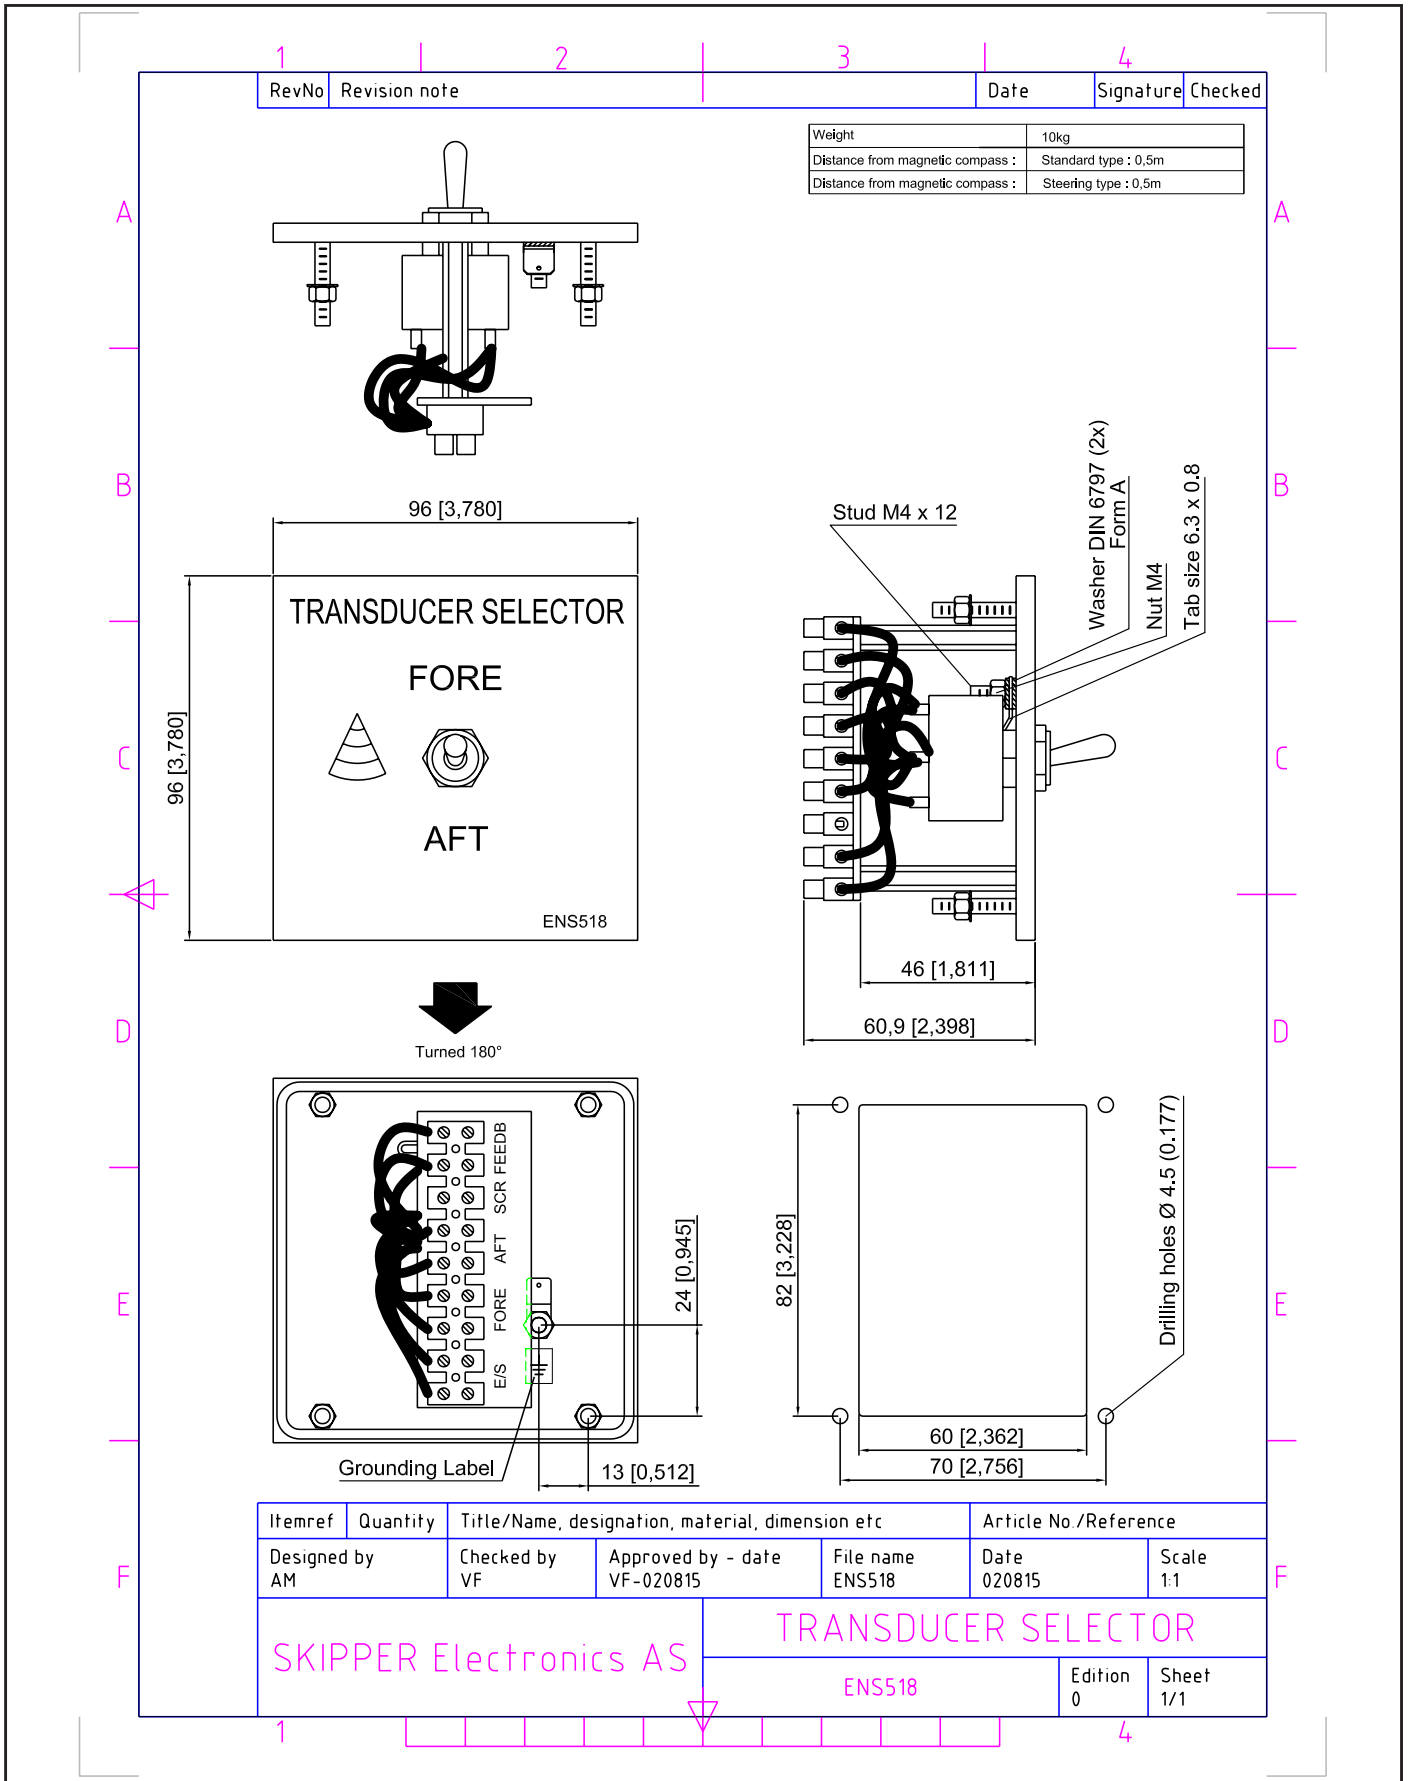 1 2 3 4
RevNo Revision note Date Signature Checked
Weight 10kg
Distance from magnetic compass : Standard type : 0,5m
Distance from magnetic compass : Steering type : 0,5m
A A
B B
96 [3,780]
Stud M4 x 12
Washer DIN 6797 (2x)
Form A
Nut M4
Tab size 6.3 x 0.8
96 [3,780]
TRANSDUCER SELECTOR
FORE
AFT
ENS518
C C
46 [1,811]
60,9 [2,398]
D D
Turned 180°
SCR FEEDB
AFT
FORE
E/S
24 [0,945]
13 [0,512]
Grounding Label
82 [3,228]
Drilling holes Ø 4.5 (0.177)
60 [2,362]
70 [2,756]
E E
Itemref Quantity Title/Name, designation, material, dimension etc Article No./Reference
Designed by Checked by Approved by - date File name Date Scale
AM VF VF-020815 ENS518 020815 1:1
F F
SKIPPER Electronics AS
TRANSDUCER SELECTOR
ENS518
Edition Sheet
0 1/1
1 4